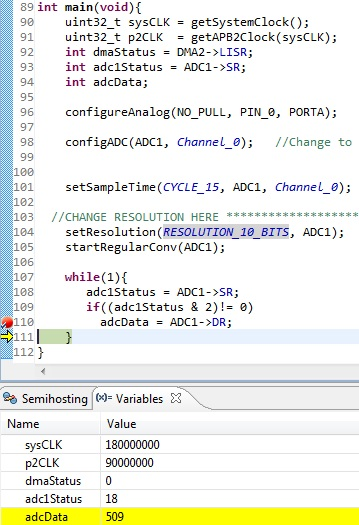 89 int main(void){
90 uint32_t sysCLK = getSystemClock();
91 uint32_t p2CLK = getAPB2Clock(sysCLK);
92 int dmaStatus = DMA2->LISR;
93 int adc1Status = ADC1->SR;
94 int adcData;
95
96 configureAnalog(NO_PULL, PIN_0, PORTA);
97
98 configADC(ADC1, Channel_0); //Change to
99
100
101 setSampleTime(CYCLE_15, ADC1, Channel_0);
102
103 //CHANGE RESOLUTION HERE *******************
104 setResolution(RESOLUTION_10_BITS, ADC1);
105 startRegularConv(ADC1);
106
107 while(1){
108 adc1Status = ADC1->SR;
109 if((adc1Status & 2)!= 0)
110 adcData = ADC1->DR;
111 }
112 }
Semihosting (x)= Variables
Name Value
sysCLK 180000000
p2CLK 90000000
dmaStatus 0
adc1Status 18
adcData 509